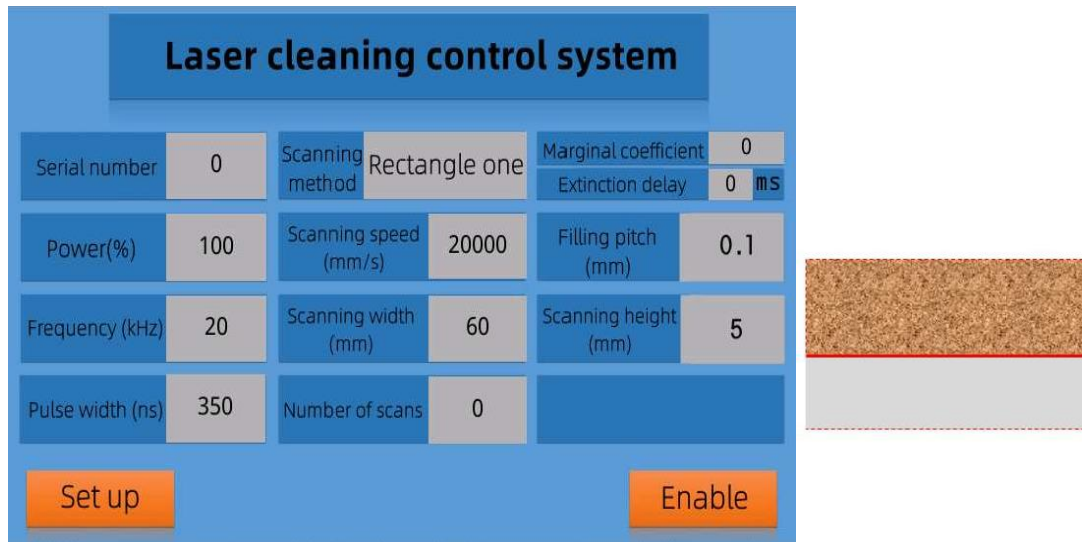 Laser cleaning control system
Serial number 0
Scanning method Rectangle one
Marginal coefficient 0
Extinction delay 0 ms
Power(%) 100
Scanning speed (mm/s) 20000
Filling pitch (mm) 0.1
Frequency (kHz) 20
Scanning width (mm) 60
Scanning height (mm) 5
Pulse width (ns) 350
Number of scans 0
Set up
Enable